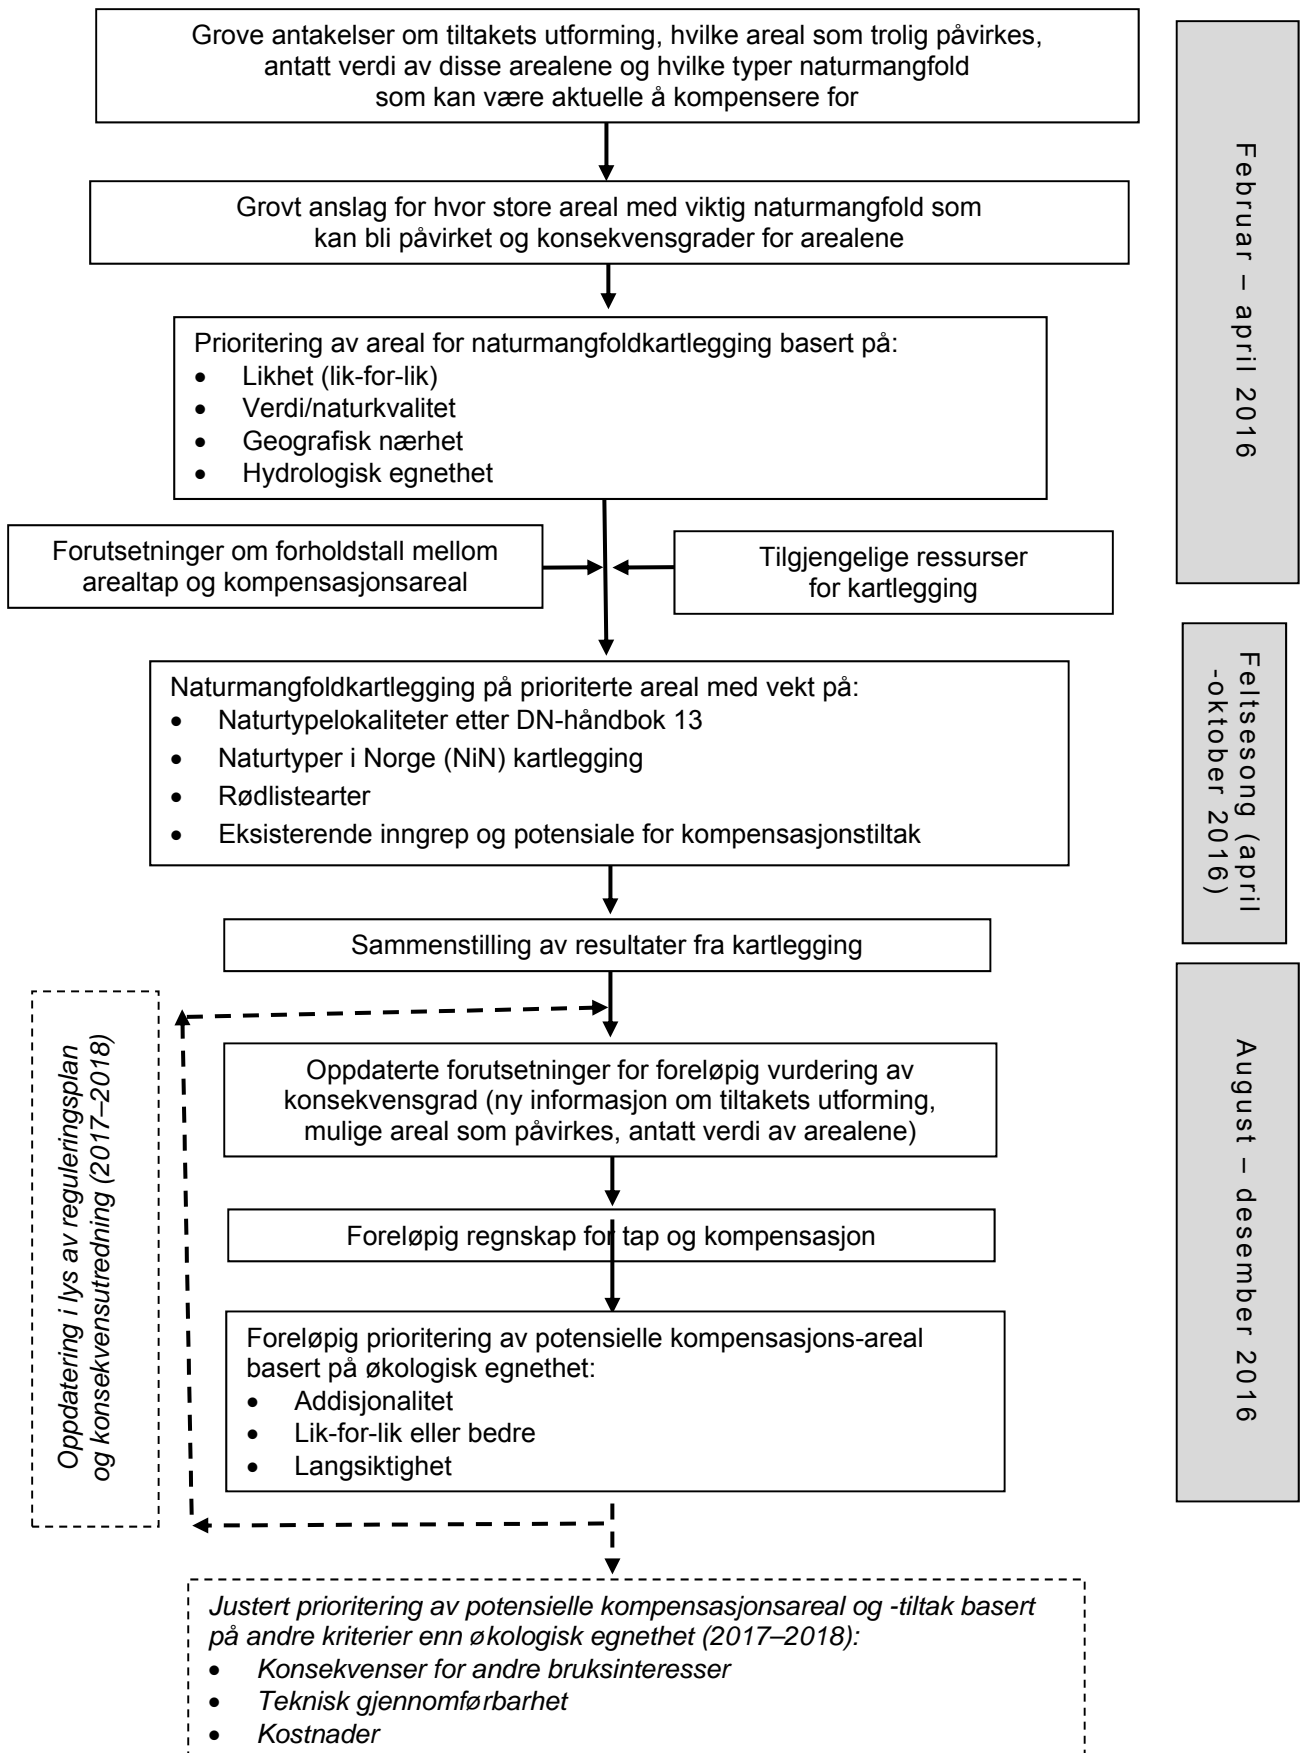 Grove antakelser om tiltakets utforming, hvilke areal som trolig påvirkes,
antatt verdi av disse arealene og hvilke typer naturmangfold
som kan være aktuelle å kompensere for
Februar – april 2016
Grovt anslag for hvor store areal med viktig naturmangfold som
kan bli påvirket og konsekvensgrader for arealene
Prioritering av areal for naturmangfoldkartlegging basert på:
• Likhet (lik-for-lik)
• Verdi/naturkvalitet
• Geografisk nærhet
• Hydrologisk egnethet
Forutsetninger om forholdstall mellom
arealtap og kompensasjonsareal
Tilgjengelige ressurser
for kartlegging
Feltsesong (april
-oktober 2016)
Naturmangfoldkartlegging på prioriterte areal med vekt på:
• Naturtypelokaliteter etter DN-håndbok 13
• Naturtyper i Norge (NiN) kartlegging
• Rødlistearter
• Eksisterende inngrep og potensiale for kompensasjonstiltak
Sammenstilling av resultater fra kartlegging
August – desember 2016
Oppdatering i lys av reguleringsplan
og konsekvensutredning (2017–2018)
Oppdaterte forutsetninger for foreløpig vurdering av
konsekvensgrad (ny informasjon om tiltakets utforming,
mulige areal som påvirkes, antatt verdi av arealene)
Foreløpig regnskap for tap og kompensasjon
Foreløpig prioritering av potensielle kompensasjons-areal
basert på økologisk egnethet:
• Addisjonalitet
• Lik-for-lik eller bedre
• Langsiktighet
Justert prioritering av potensielle kompensasjonsareal og -tiltak basert
på andre kriterier enn økologisk egnethet (2017–2018):
• Konsekvenser for andre bruksinteresser
• Teknisk gjennomførbarhet
• Kostnader